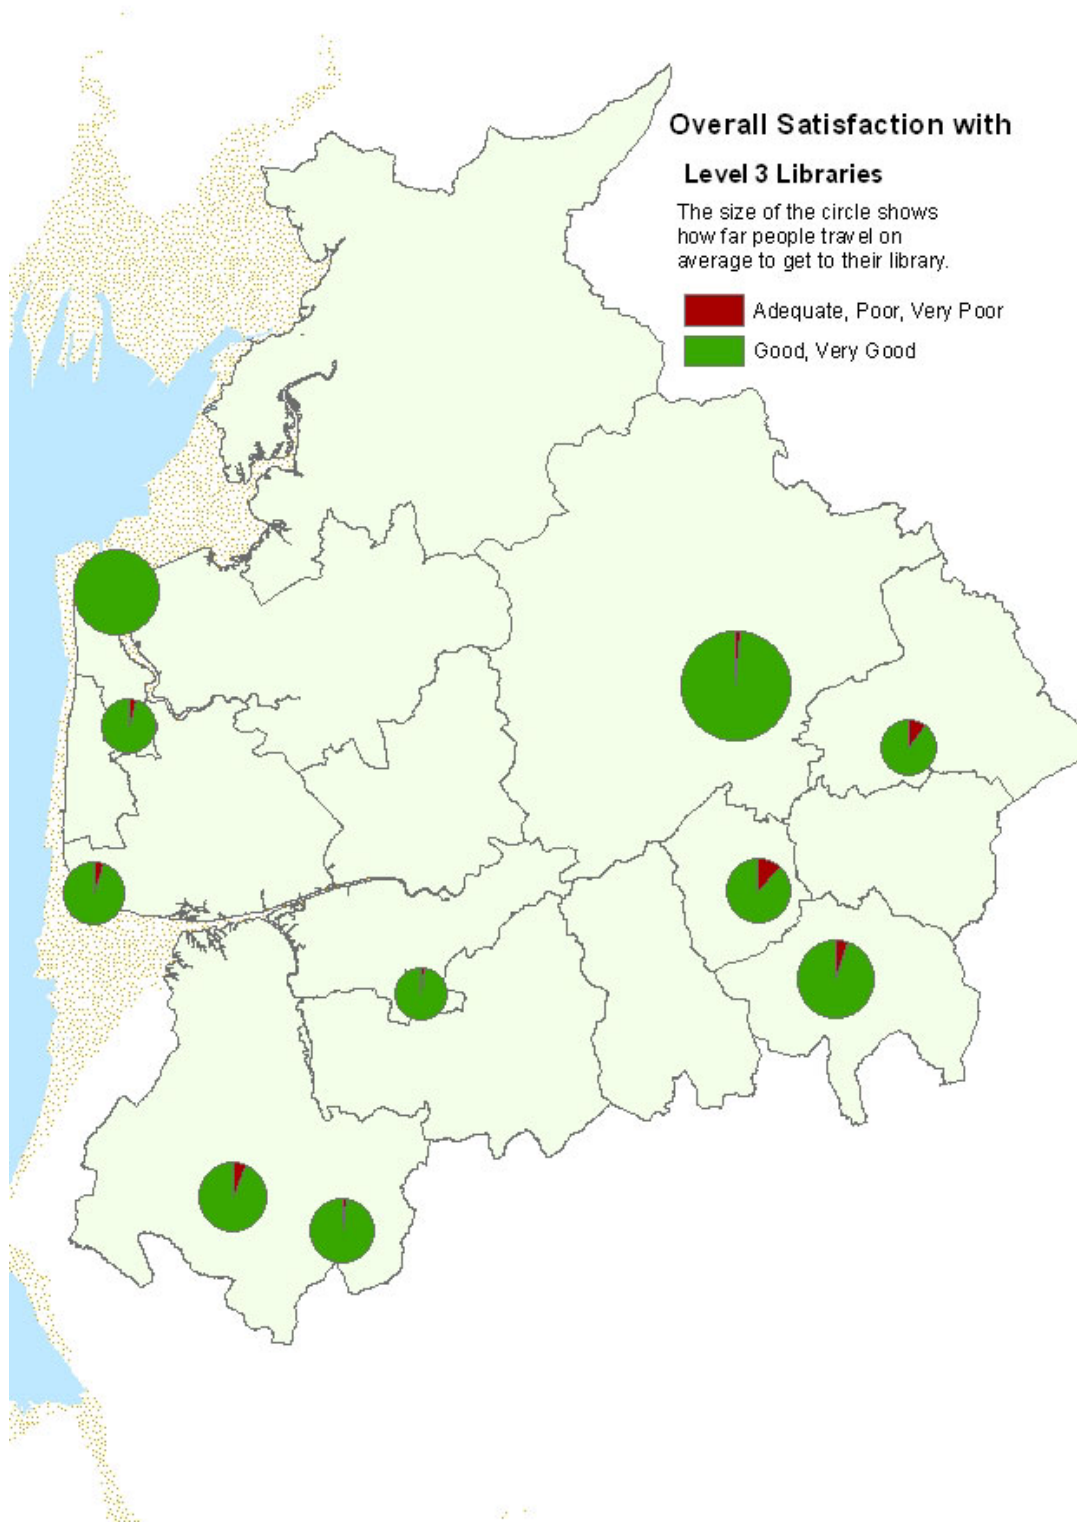 Overall Satisfaction with
Level 3 Libraries
The size of the circle shows
how far people travel on
average to get to their library.
Adequate, Poor, Very Poor
Good, Very Good